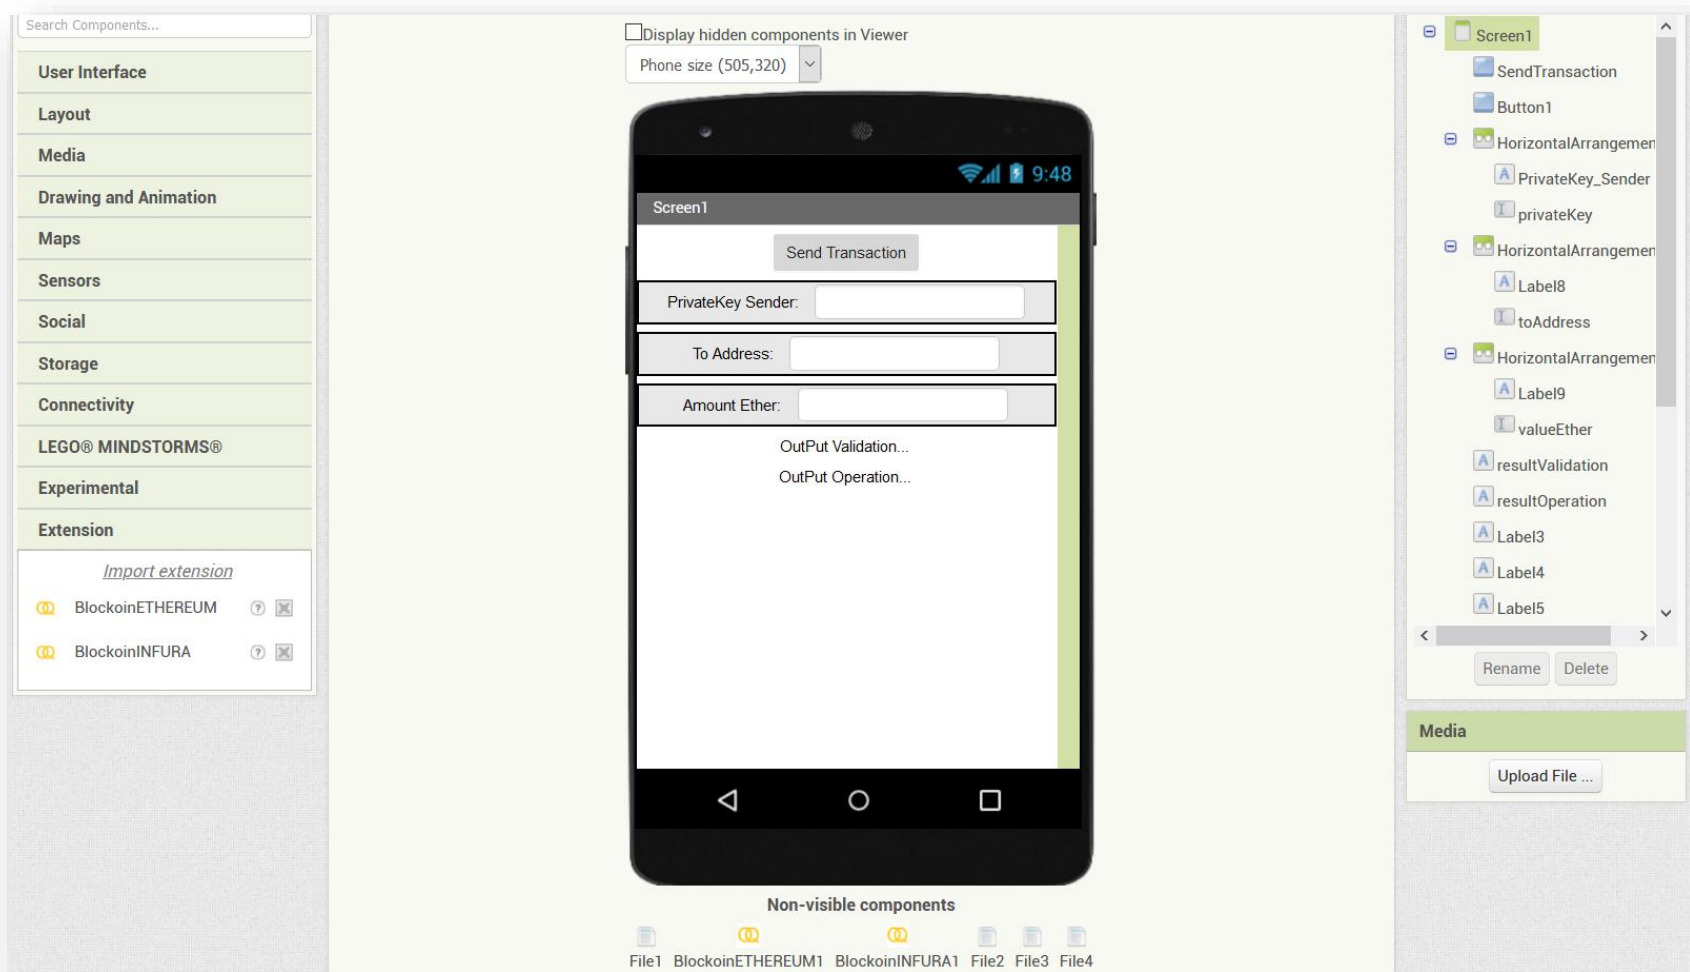 Search Components...
User Interface
Layout
Media
Drawing and Animation
Maps
Sensors
Social
Storage
Connectivity
LEGO® MINDSTORMS®
Experimental
Extension
Import extension
BlockoinETHEREUM
BlockoinINFURA
Display hidden components in Viewer
Phone size (505,320)
9:48
Screen1
Send Transaction
PrivateKey Sender:
To Address:
Amount Ether:
OutPut Validation...
OutPut Operation...
Non-visible components
File1 BlockoinETHEREUM1 BlockoinINFURA1 File2 File3 File4
Screen1
SendTransaction
Button1
HorizontalArrangemen
PrivateKey_Sender
privateKey
HorizontalArrangemen
Label8
toAddress
HorizontalArrangemen
Label9
valueEther
resultValidation
resultOperation
Label3
Label4
Label5
Rename Delete
Media
Upload File ...